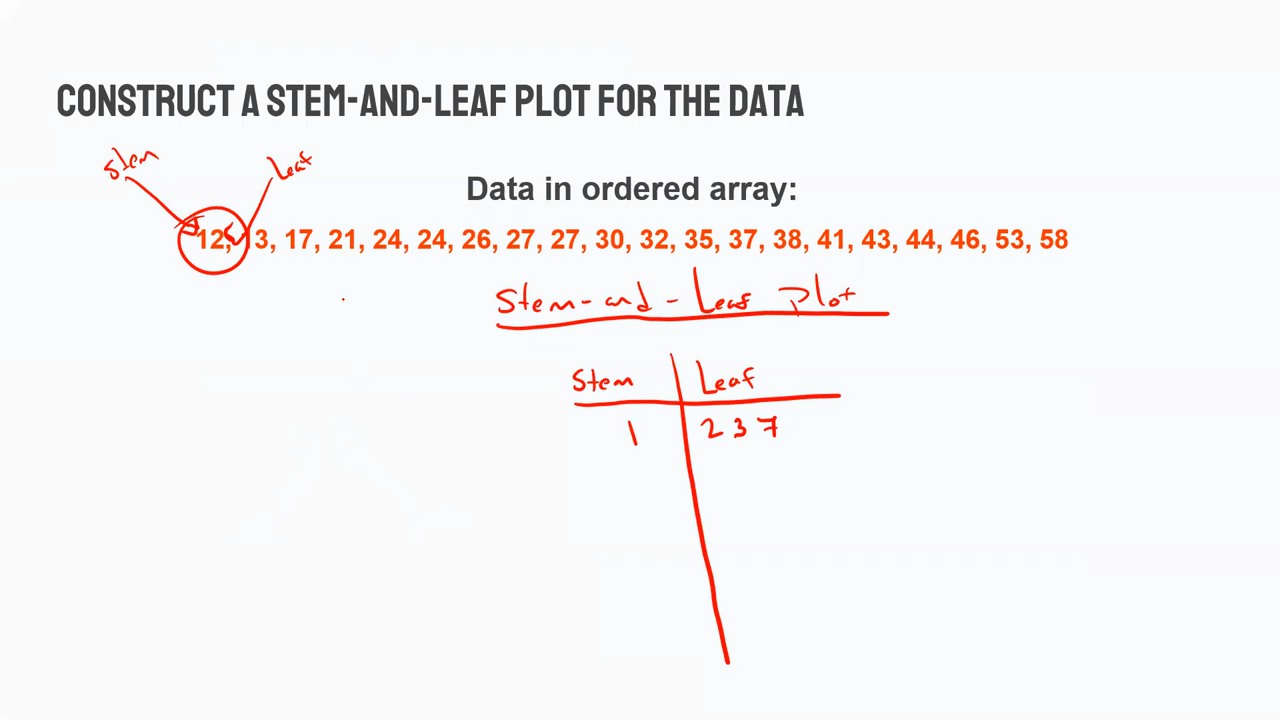 CONSTRUCT A STEM-AND-LEAF PLOT FOR THE DATA
Stem Leaf
Data in ordered array:
12, 3, 17, 21, 24, 24, 26, 27, 27, 30, 32, 35, 37, 38, 41, 43, 44, 46, 53, 58
Stem-and-Leaf Plot
Stem Leaf
1 2 3 7